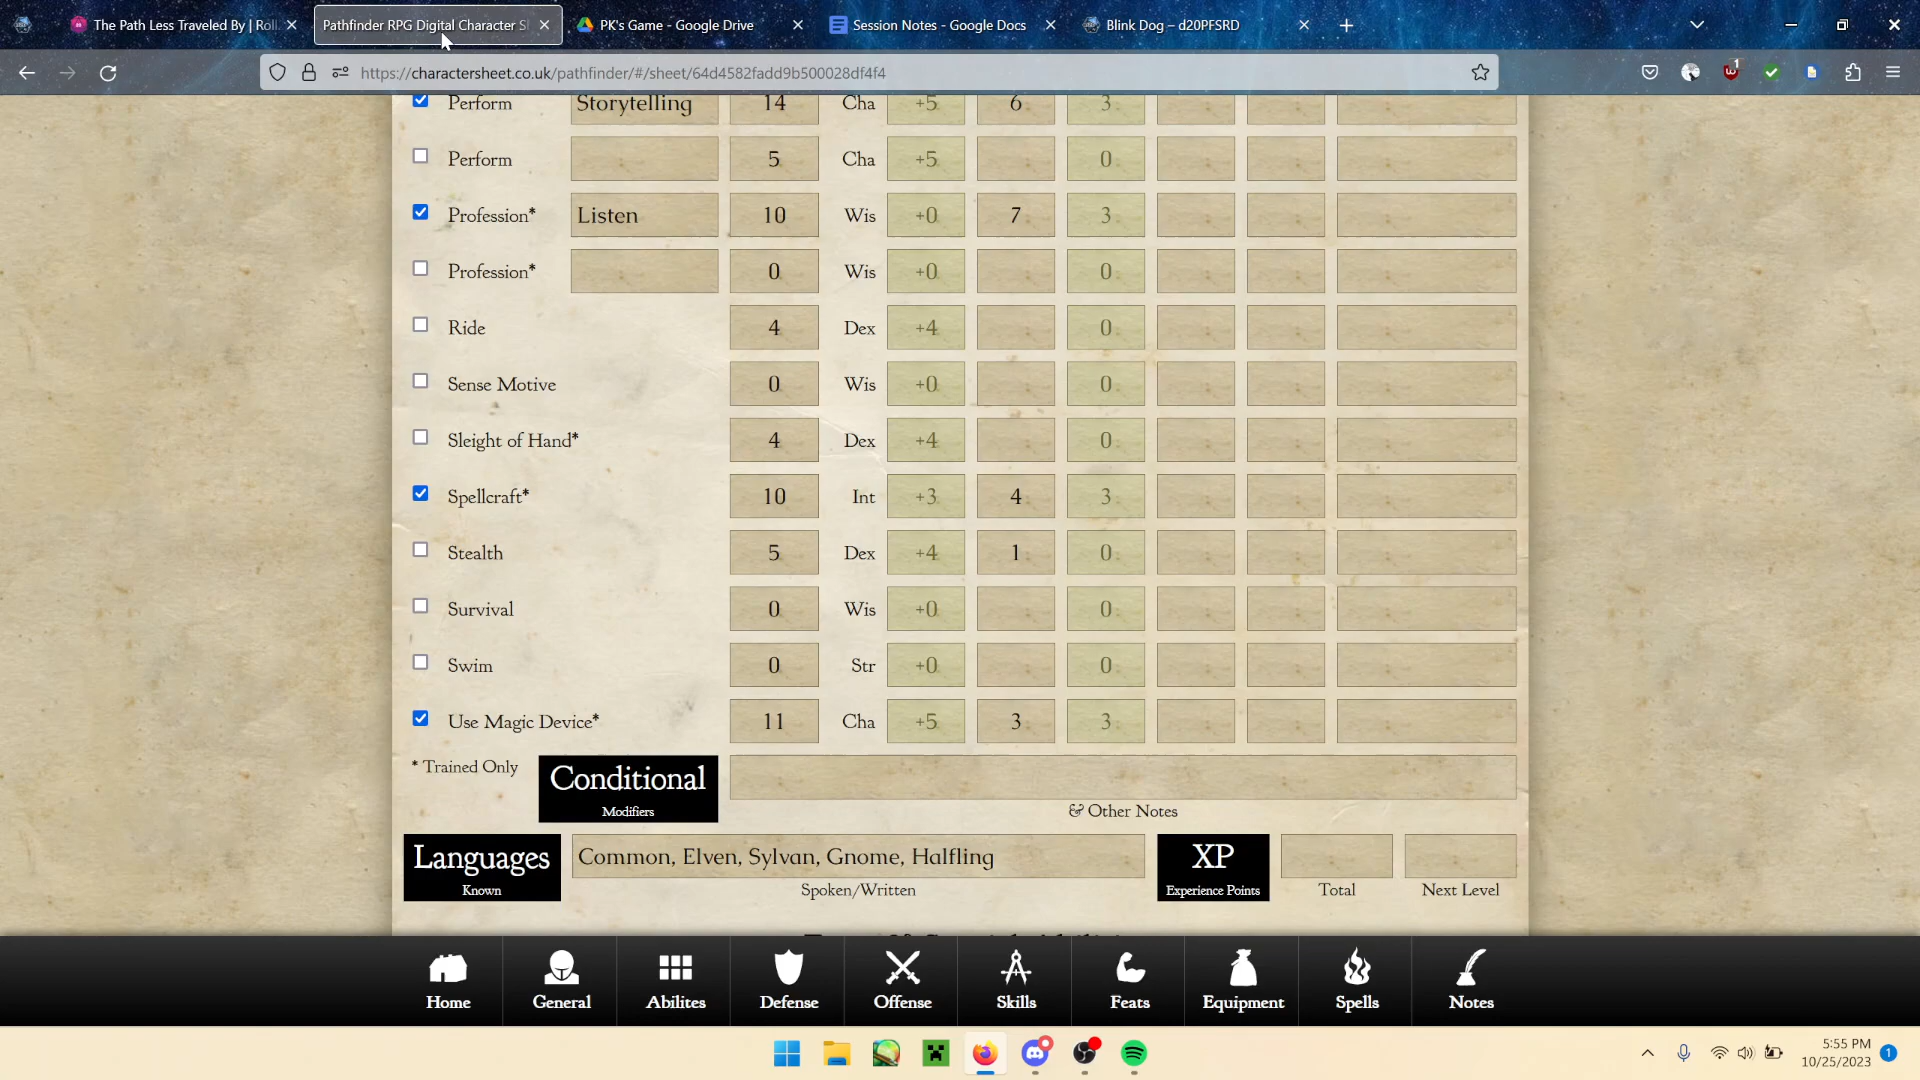 The Path Less Traveled By | Roll
Pathfinder RPG Digital Character S
PK's Game - Google Drive
Session Notes - Google Docs
Blink Dog – d20PFSRD
https://charactersheet.co.uk/pathfinder/#/sheet/64d4582fadd9b500028df4f4
1
Perform Storytelling 14 Cha +5 6 3
Perform 5 Cha +5 0
Profession* Listen 10 Wis +0 7 3
Profession* 0 Wis +0 0
Ride 4 Dex +4 0
Sense Motive 0 Wis +0 0
Sleight of Hand* 4 Dex +4 0
Spellcraft* 10 Int +3 4 3
Stealth 5 Dex +4 1 0
Survival 0 Wis +0 0
Swim 0 Str +0 0
Use Magic Device* 11 Cha +5 3 3
* Trained Only
Conditional
Modifiers
& Other Notes
Languages
Known
Common, Elven, Sylvan, Gnome, Halfling
Spoken/Written
XP
Experience Points
Total
Next Level
Home General Abilites Defense Offense Skills Feats Equipment Spells Notes
5:55 PM
10/25/2023
1